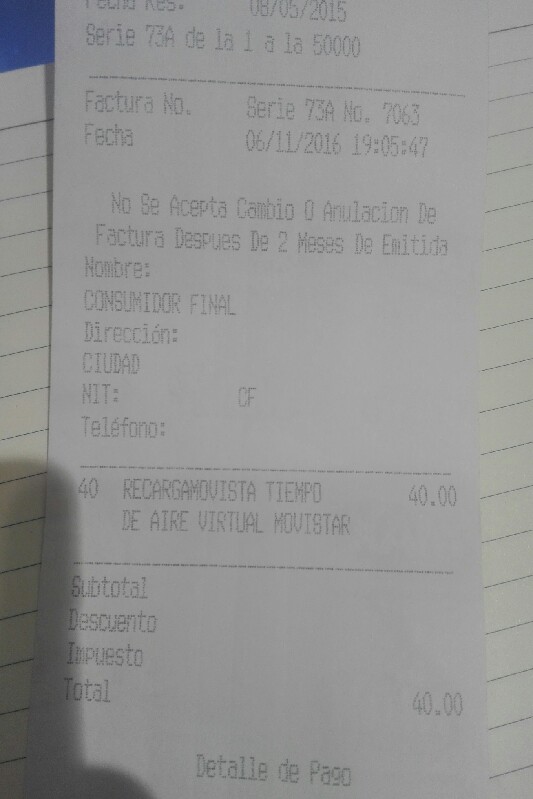 Fecha Res: 08/05/2015
Serie 73A de la 1 a la 50000
Factura No. Serie 73A No. 7063
Fecha 06/11/2016 19:05:47
No Se Acepta Cambio O Anulacion De
Factura Despues De 2 Meses De Emitida
Nombre:
CONSUMIDOR FINAL
Dirección:
CIUDAD
NIT: CF
Teléfono:
40 RECARGAMOVISTA TIEMPO 40.00
DE AIRE VIRTUAL MOVISTAR
Subtotal
Descuento
Impuesto
Total 40.00
Detalle de Pago